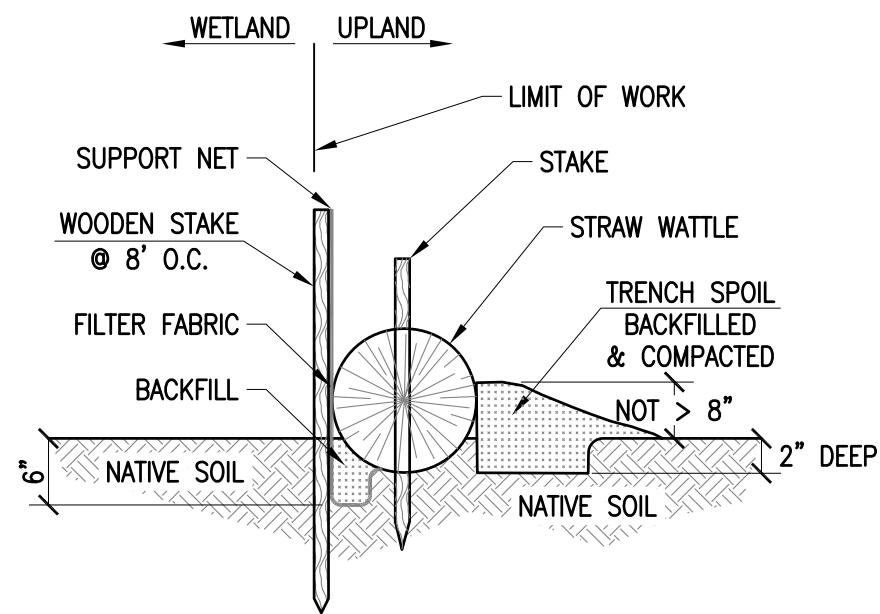 WETLAND
UPLAND
LIMIT OF WORK
SUPPORT NET
STAKE
WOODEN STAKE
@ 8' O.C.
STRAW WATTLE
TRENCH SPOIL
BACKFILLED
& COMPACTED
FILTER FABRIC
BACKFILL
NOT > 8"
6"
NATIVE SOIL
2" DEEP
NATIVE SOIL